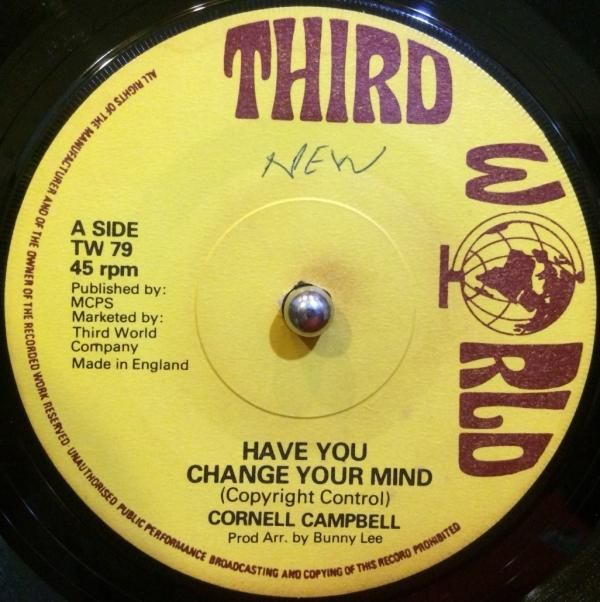 THIRD
WORLD
NEW
A SIDE
TW 79
45 rpm
Published by:
MCPS
Marketed by:
Third World
Company
Made in England
HAVE YOU
CHANGE YOUR MIND
(Copyright Control)
CORNELL CAMPBELL
Prod Arr. by Bunny Lee
ALL RIGHTS OF THE MANUFACTURER AND OF THE OWNER OF THE RECORDED WORK RESERVED UNAUTHORISED PUBLIC PERFORMANCE BROADCASTING AND COPYING OF THIS RECORD PROHIBITED